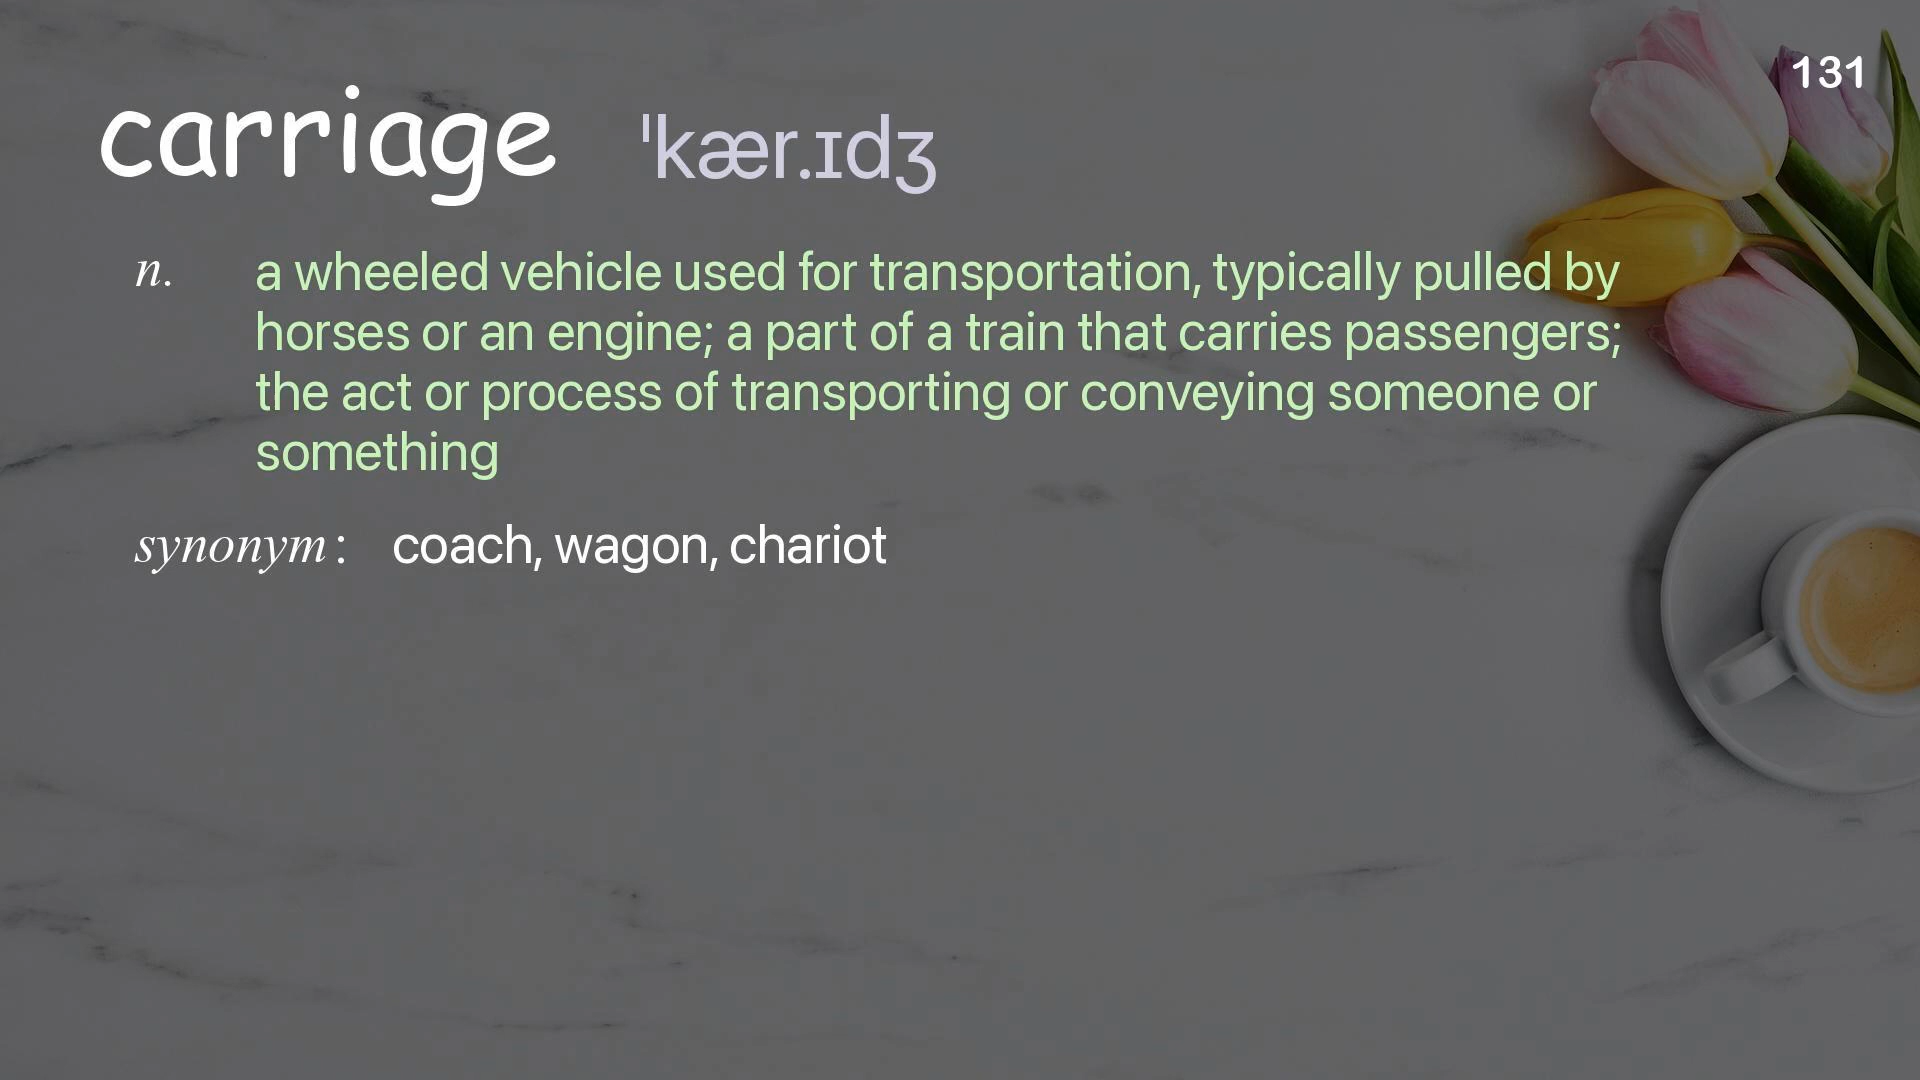 131
carriage ˈkær.ɪdʒ
n. a wheeled vehicle used for transportation, typically pulled by
horses or an engine; a part of a train that carries passengers;
the act or process of transporting or conveying someone or
something
synonym: coach, wagon, chariot